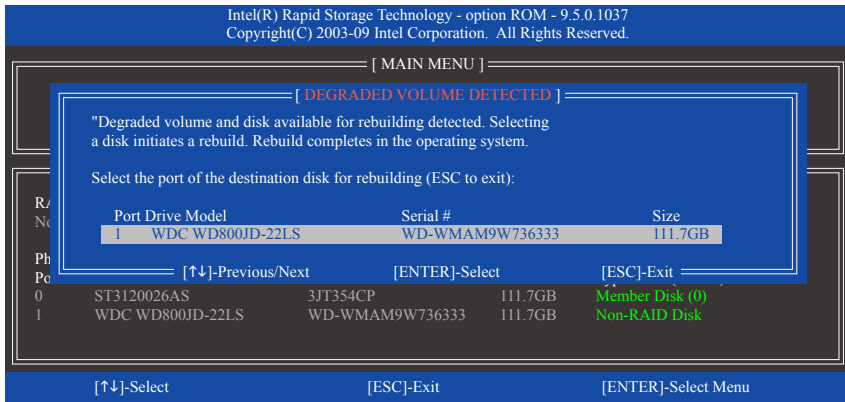 Intel(R) Rapid Storage Technology - option ROM - 9.5.0.1037
Copyright(C) 2003-09 Intel Corporation. All Rights Reserved.
[ MAIN MENU ]
[ DEGRADED VOLUME DETECTED ]
"Degraded volume and disk available for rebuilding detected. Selecting
a disk initiates a rebuild. Rebuild completes in the operating system.
Select the port of the destination disk for rebuilding (ESC to exit):
Port Drive Model Serial # Size
1 WDC WD800JD-22LS WD-WMAM9W736333 111.7GB
[↑↓]-Previous/Next [ENTER]-Select [ESC]-Exit
0 ST3120026AS 3JT354CP 111.7GB Member Disk (0)
1 WDC WD800JD-22LS WD-WMAM9W736333 111.7GB Non-RAID Disk
[↑↓]-Select [ESC]-Exit [ENTER]-Select Menu